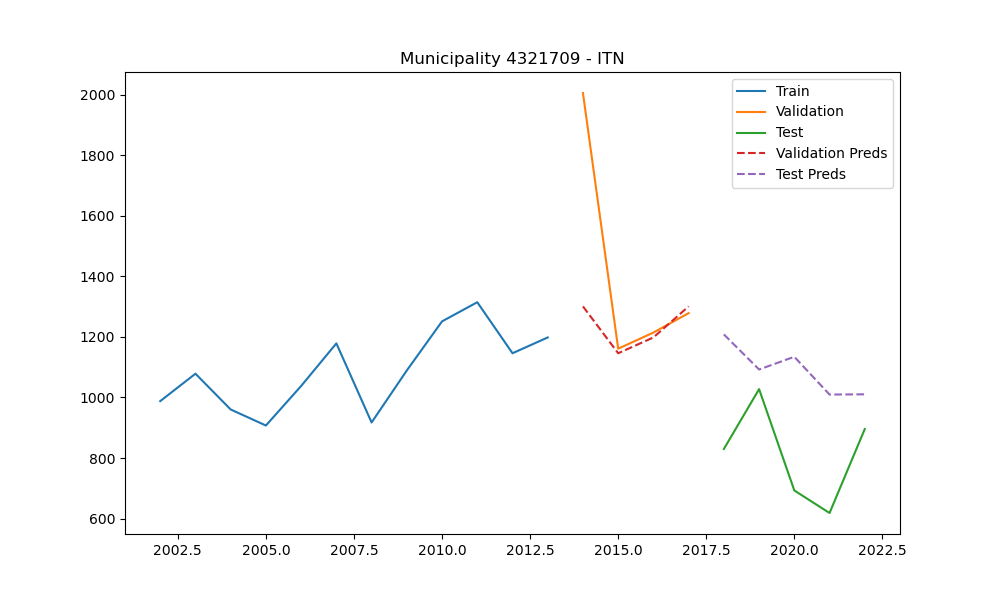 Municipality 4321709 - ITN
Train
Validation
Test
Validation Preds
Test Preds
2000
1800
1600
1400
1200
1000
800
600
2002.5 2005.0 2007.5 2010.0 2012.5 2015.0 2017.5 2020.0 2022.5